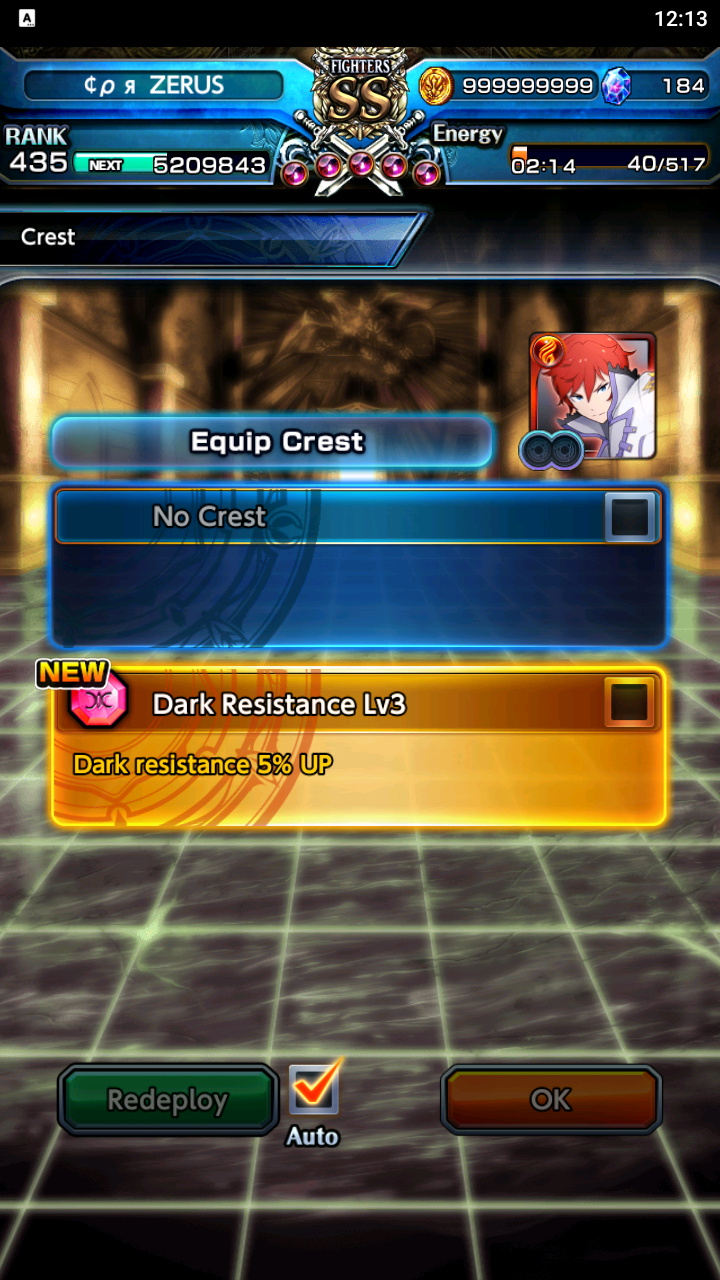 12:13
FIGHTERS
SS
¢ρя ZERUS
999999999
184
RANK
435
NEXT
5209843
Energy
02:14
40/517
Crest
Equip Crest
No Crest
NEW
Dark Resistance Lv3
Dark resistance 5% UP
Redeploy
Auto
OK